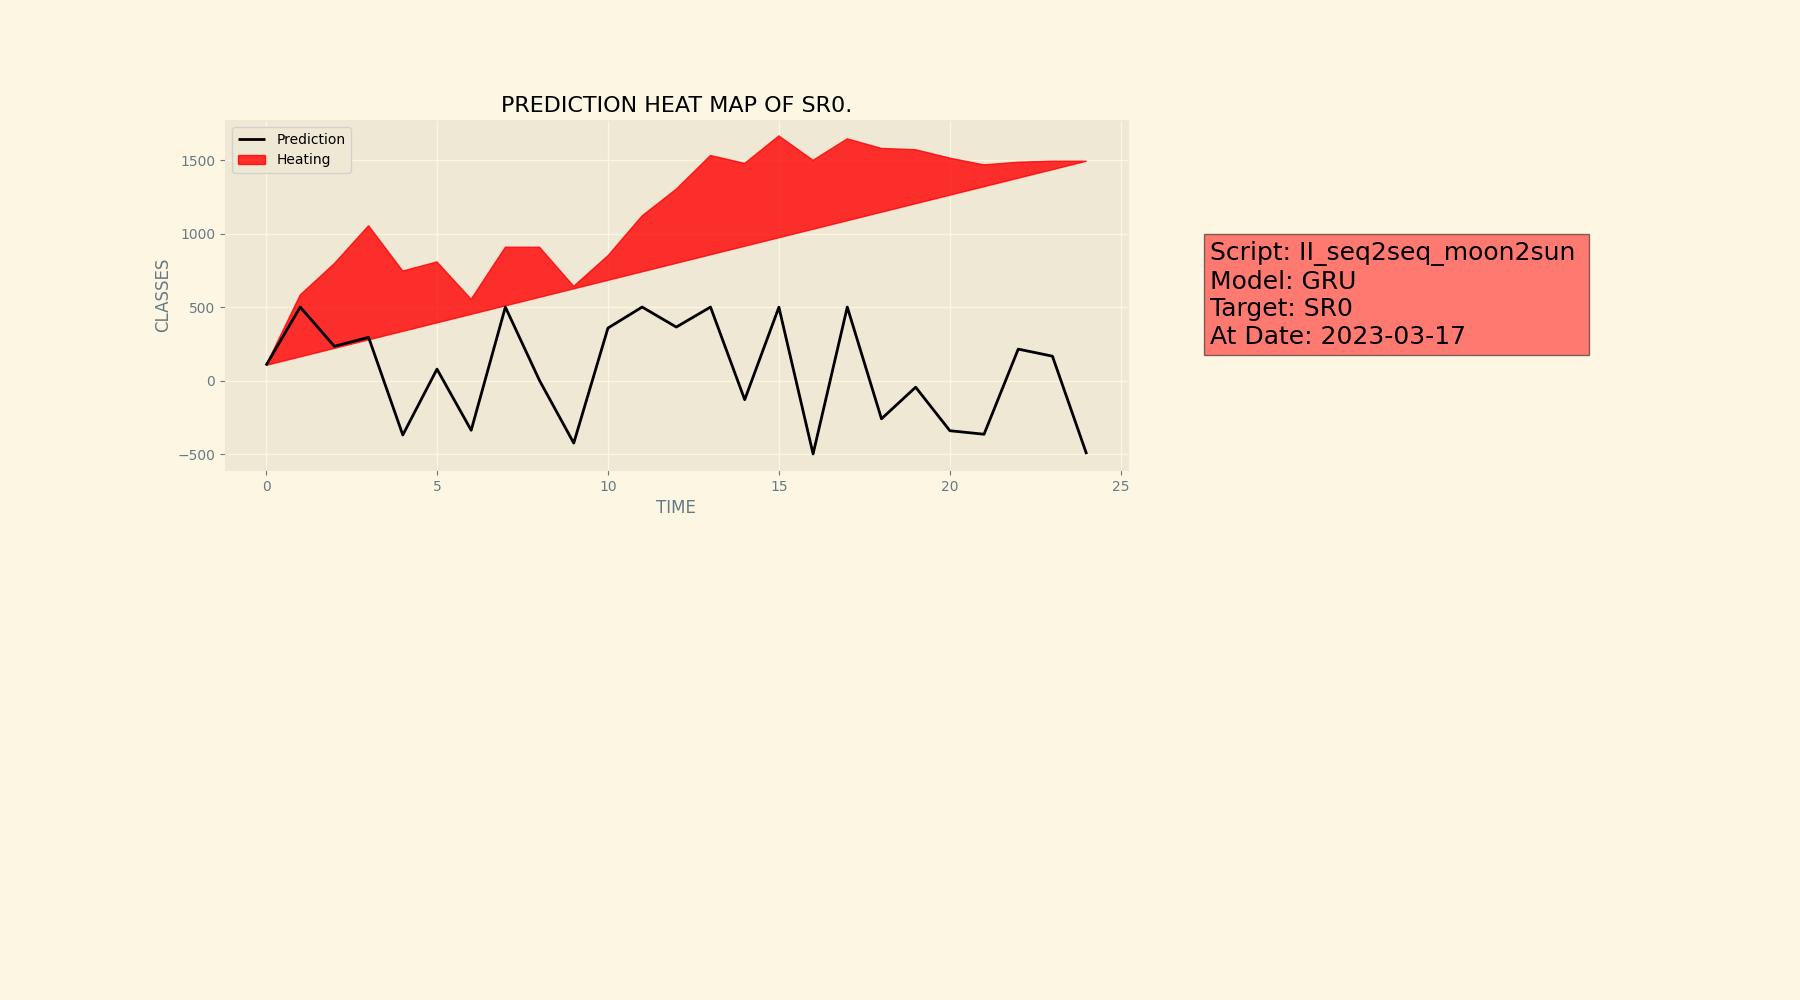 PREDICTION HEAT MAP OF SR0.
Prediction
Heating
CLASSES
1500
1000
500
0
−500
0 5 10 15 20 25
TIME
Script: II_seq2seq_moon2sun
Model: GRU
Target: SR0
At Date: 2023-03-17